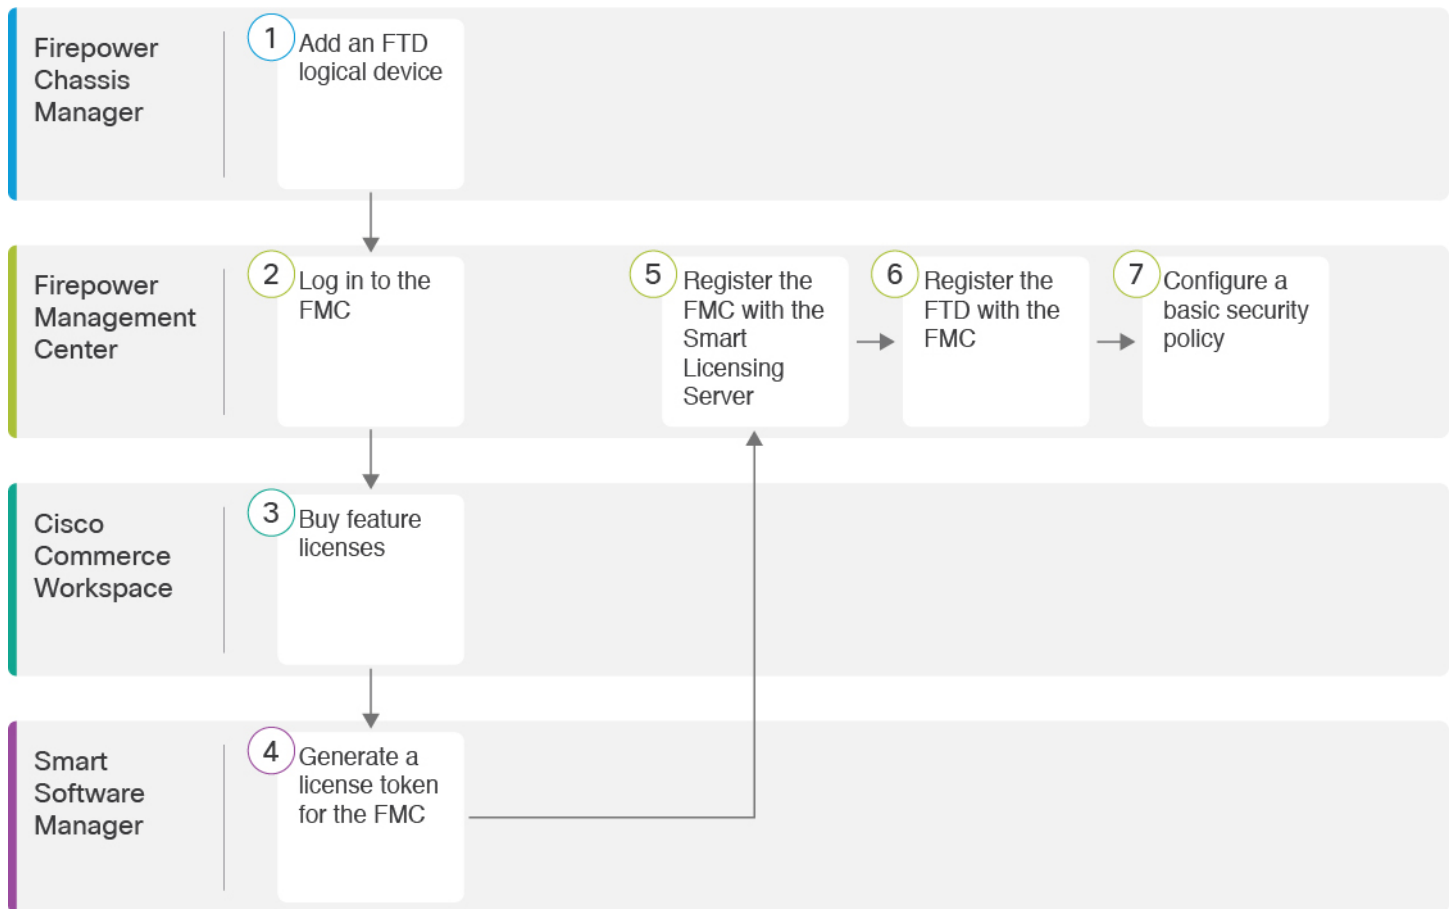 Firepower
Chassis
Manager
1
Add an FTD
logical device
Firepower
Management
Center
2
Log in to the
FMC
5
Register the
FMC with the
Smart
Licensing
Server
6
Register the
FTD with the
FMC
7
Configure a
basic security
policy
Cisco
Commerce
Workspace
3
Buy feature
licenses
Smart
Software
Manager
4
Generate a
license token
for the FMC